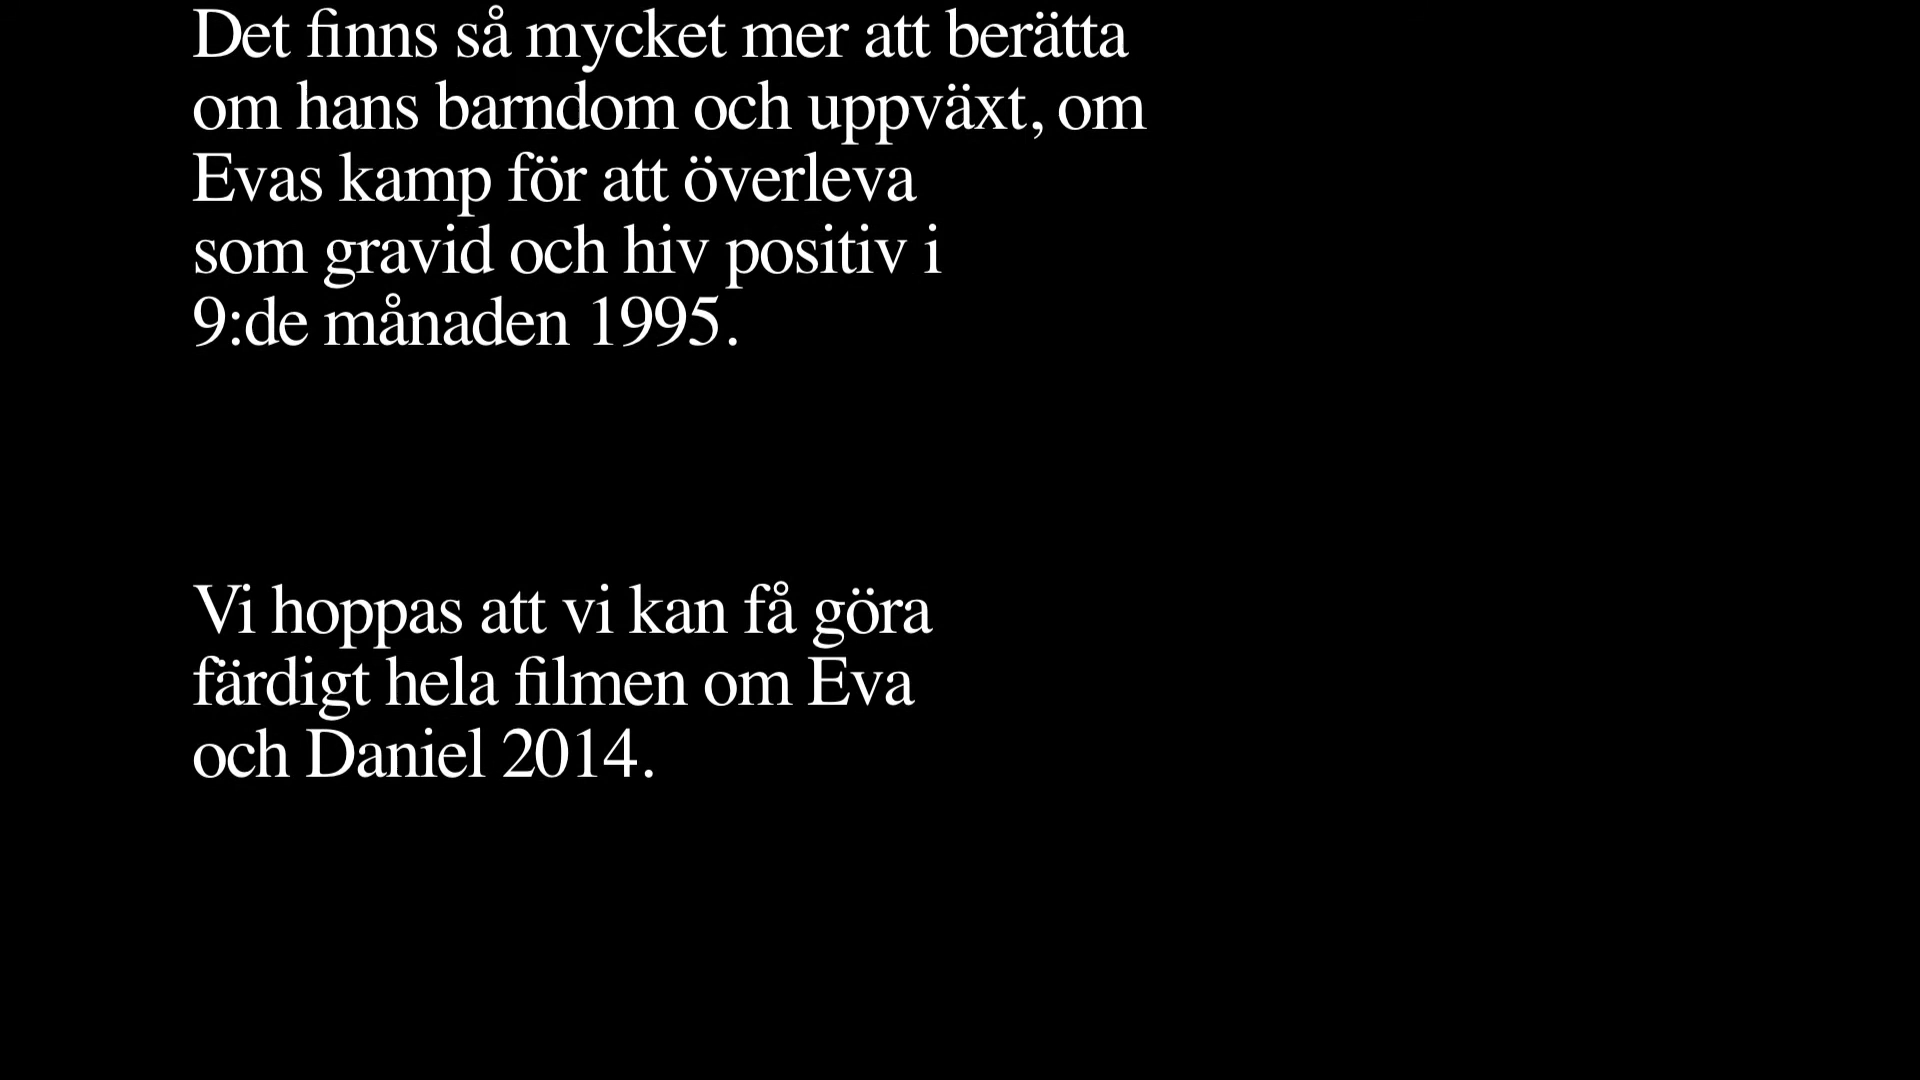 Det finns så mycket mer att berätta
om hans barndom och uppväxt, om
Evas kamp för att överleva
som gravid och hiv positiv i
9:de månaden 1995.
Vi hoppas att vi kan få göra
färdigt hela filmen om Eva
och Daniel 2014.